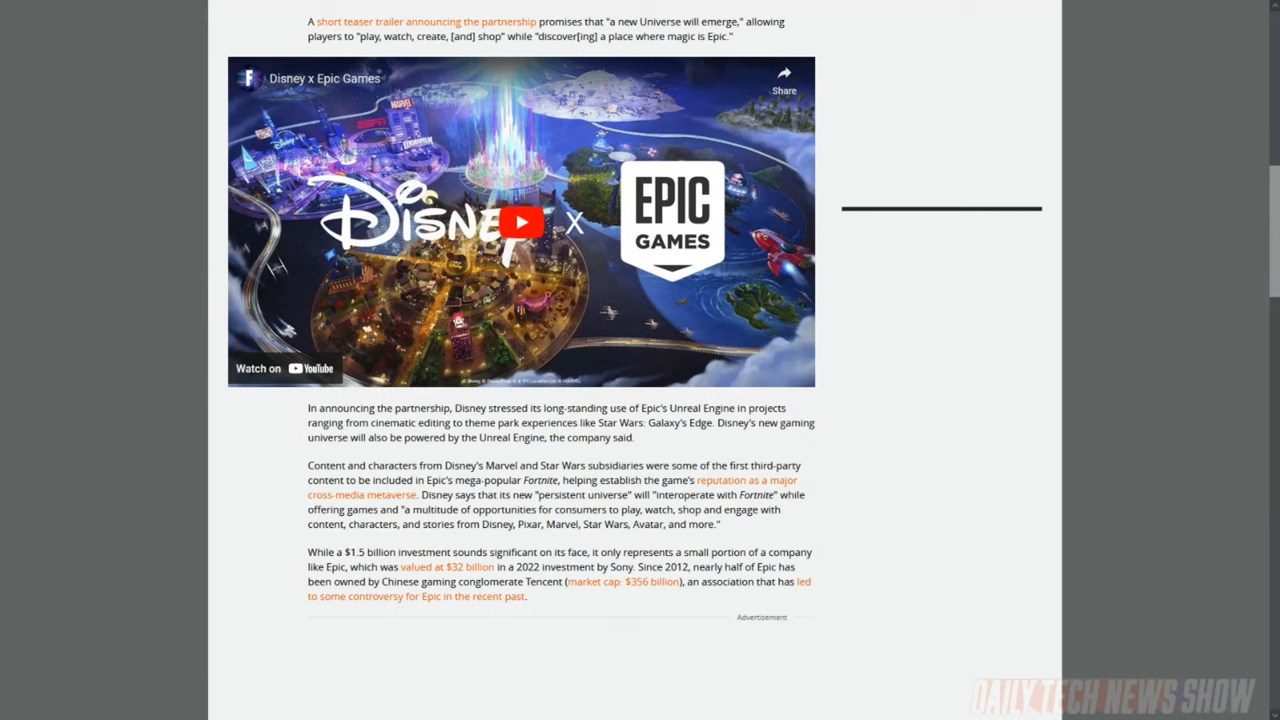 A short teaser trailer announcing the partnership promises that "a new Universe will emerge," allowing
players to "play, watch, create, [and] shop" while "discover[ing] a place where magic is Epic."
Disney x Epic Games
Share
MARVEL
ESPN
LUCASFILM
Disney
DISNEY X EPIC
GAMES
Watch on YouTube
In announcing the partnership, Disney stressed its long-standing use of Epic's Unreal Engine in projects
ranging from cinematic editing to theme park experiences like Star Wars: Galaxy's Edge. Disney's new gaming
universe will also be powered by the Unreal Engine, the company said.
Content and characters from Disney's Marvel and Star Wars subsidiaries were some of the first third-party
content to be included in Epic's mega-popular Fortnite, helping establish the game's reputation as a major
cross-media metaverse. Disney says that its new "persistent universe" will "interoperate with Fortnite" while
offering games and "a multitude of opportunities for consumers to play, watch, shop and engage with
content, characters, and stories from Disney, Pixar, Marvel, Star Wars, Avatar, and more."
While a $1.5 billion investment sounds significant on its face, it only represents a small portion of a company
like Epic, which was valued at $32 billion in a 2022 investment by Sony. Since 2012, nearly half of Epic has
been owned by Chinese gaming conglomerate Tencent (market cap: $356 billion), an association that has led
to some controversy for Epic in the recent past.
Advertisement
DAILY TECH NEWS SHOW